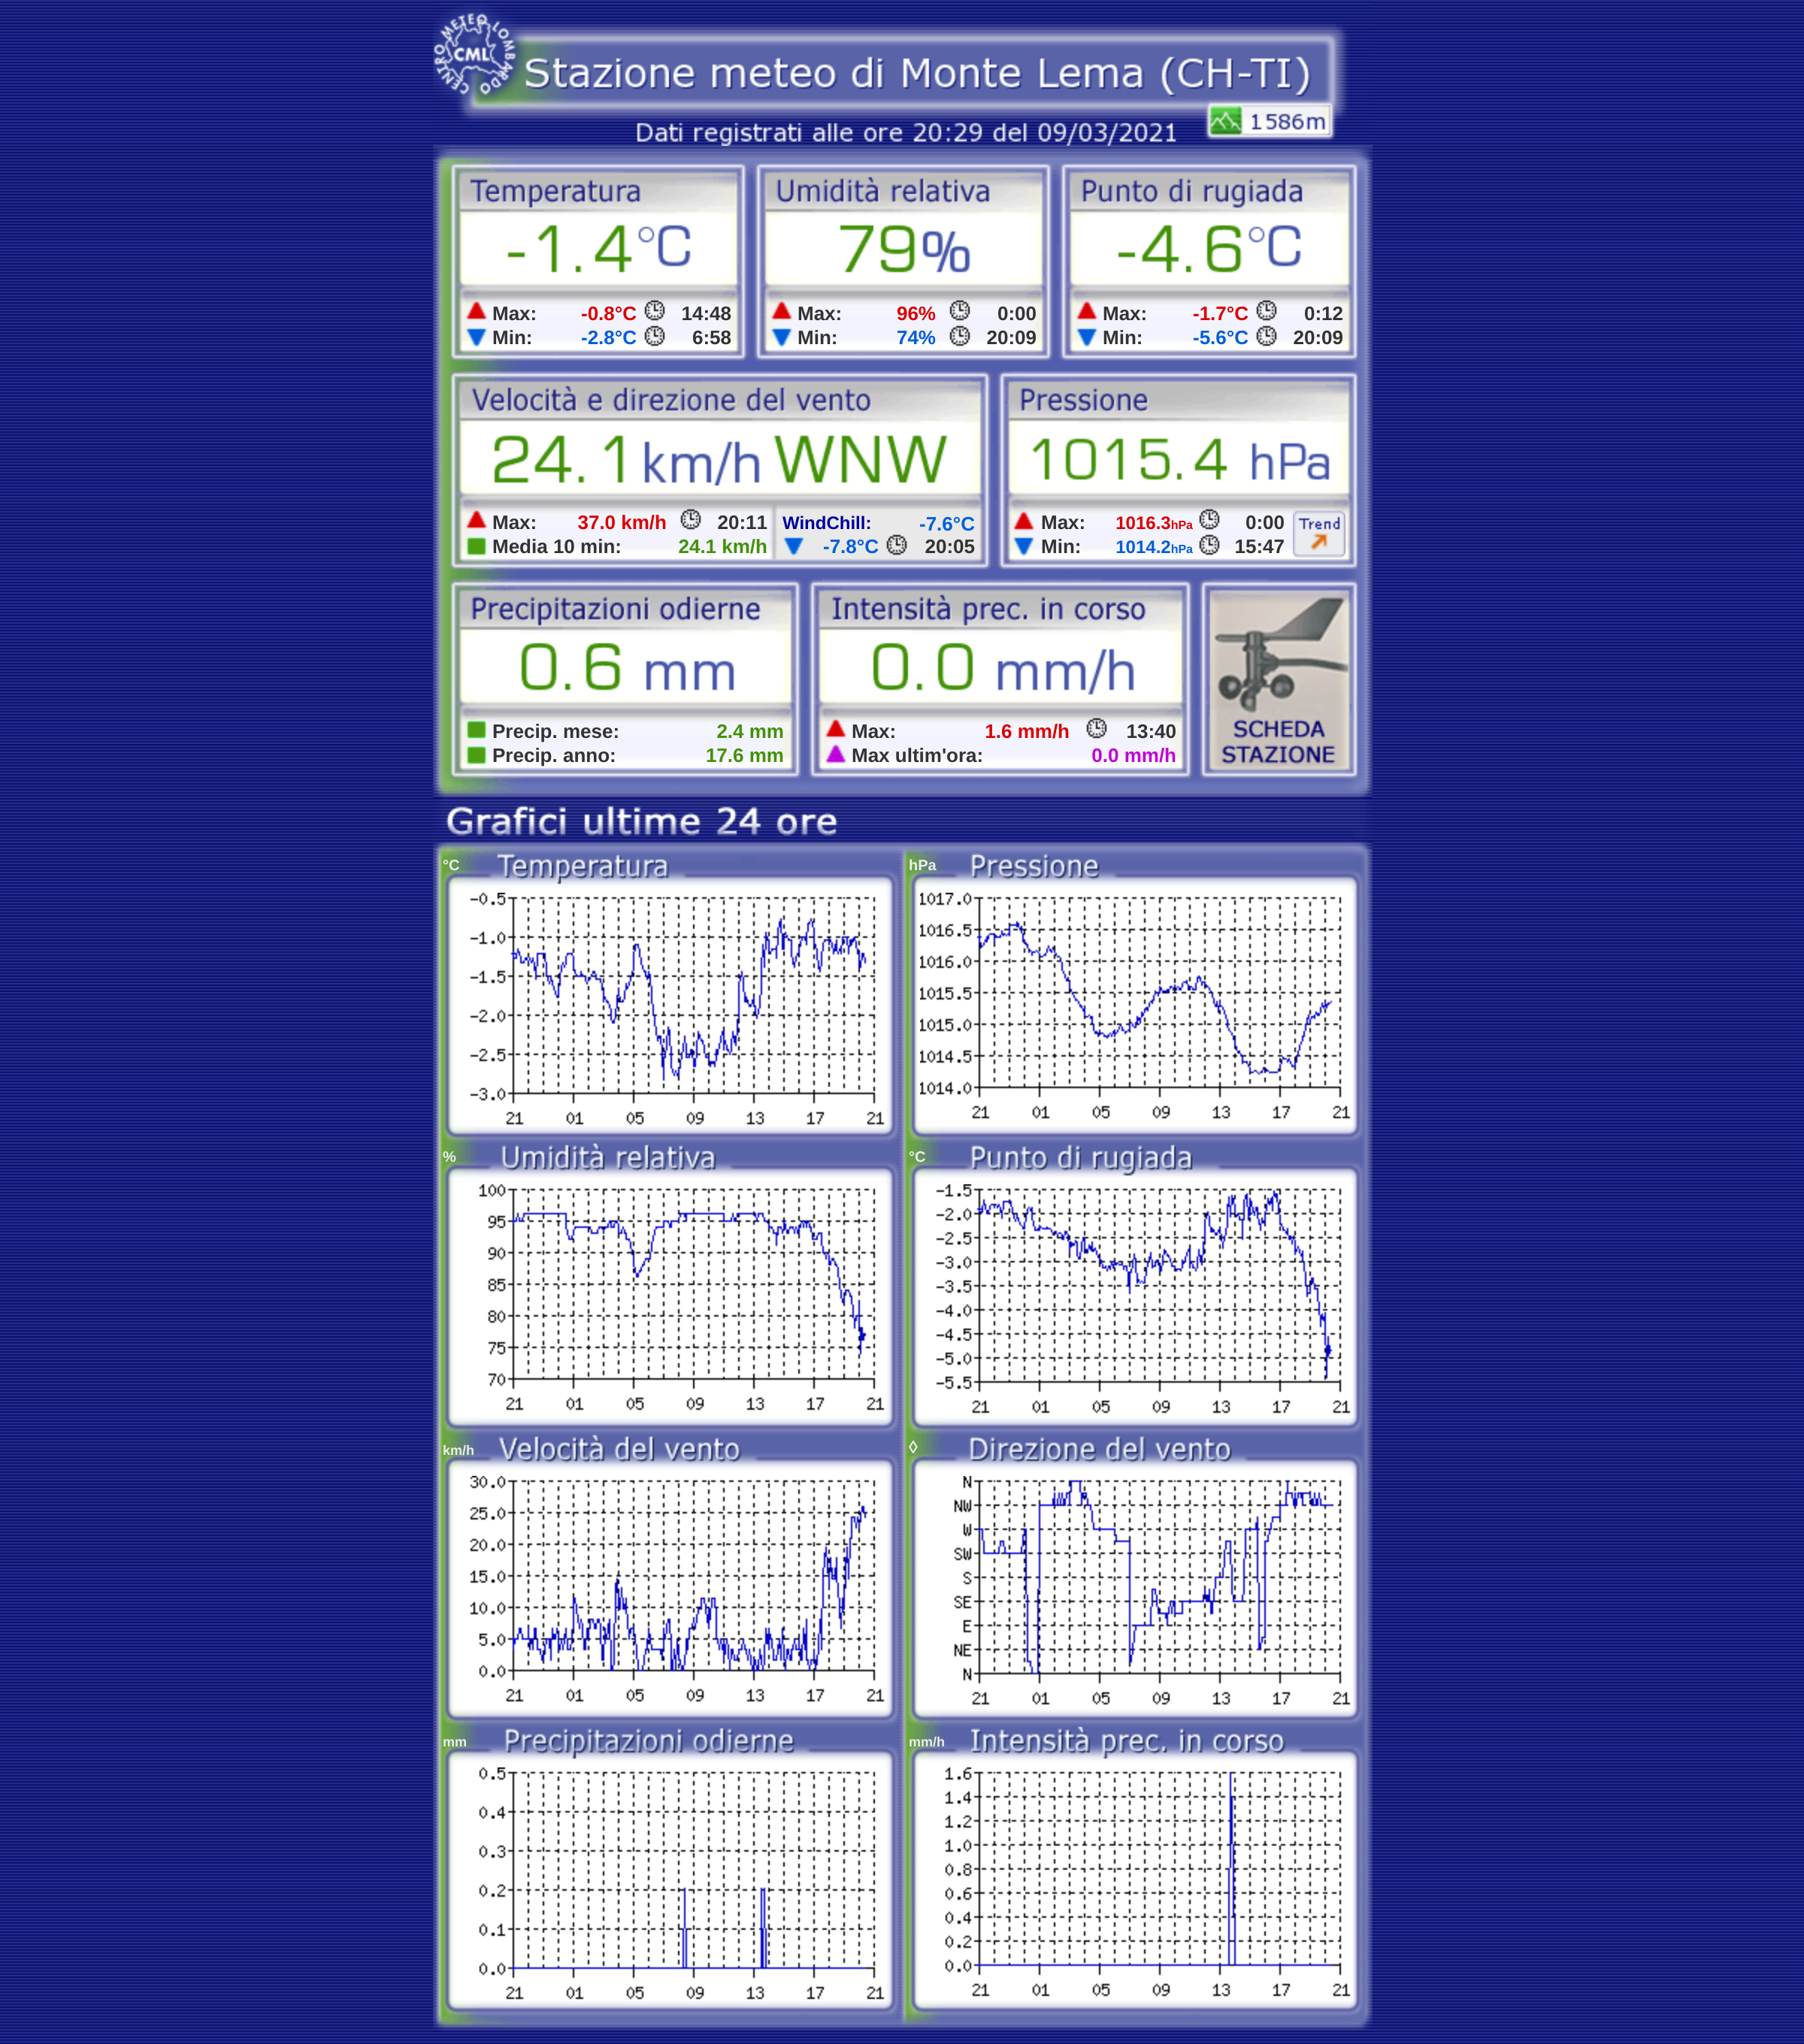 CENTRO METEO LOMBARDO
CML
Stazione meteo di Monte Lema (CH-TI)
1586m
Dati registrati alle ore 20:29 del 09/03/2021
Temperatura Umidità relativa Punto di rugiada
-1.4°C 79% -4.6°C
Max: -0.8°C 14:48 Max: 96% 0:00 Max: -1.7°C 0:12
Min: -2.8°C 6:58 Min: 74% 20:09 Min: -5.6°C 20:09
Velocità e direzione del vento Pressione
24.1 km/h WNW 1015.4 hPa
Max: 37.0 km/h 20:11 WindChill: -7.6°C Max: 1016.3hPa 0:00 Trend
Media 10 min: 24.1 km/h -7.8°C 20:05 Min: 1014.2hPa 15:47
Precipitazioni odierne Intensità prec. in corso
0.6 mm 0.0 mm/h
Precip. mese: 2.4 mm Max: 1.6 mm/h 13:40 SCHEDA
Precip. anno: 17.6 mm Max ultim'ora: 0.0 mm/h STAZIONE
Grafici ultime 24 ore
°C Temperatura
-0.5
-1.0
-1.5
-2.0
-2.5
-3.0
21 01 05 09 13 17 21
hPa Pressione
1017.0
1016.5
1016.0
1015.5
1015.0
1014.5
1014.0
21 01 05 09 13 17 21
% Umidità relativa
100
95
90
85
80
75
70
21 01 05 09 13 17 21
°C Punto di rugiada
-1.5
-2.0
-2.5
-3.0
-3.5
-4.0
-4.5
-5.0
-5.5
21 01 05 09 13 17 21
km/h Velocità del vento
30.0
25.0
20.0
15.0
10.0
5.0
0.0
21 01 05 09 13 17 21
◊ Direzione del vento
N
NW
W
SW
S
SE
E
NE
N
21 01 05 09 13 17 21
mm Precipitazioni odierne
0.5
0.4
0.3
0.2
0.1
0.0
21 01 05 09 13 17 21
mm/h Intensità prec. in corso
1.6
1.4
1.2
1.0
0.8
0.6
0.4
0.2
0.0
21 01 05 09 13 17 21